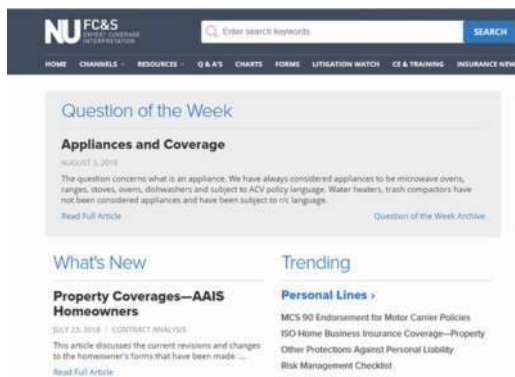 NU FC&S
EXPERT COVERAGE
INTERPRETATION
Enter search keywords
SEARCH
HOME CHANNELS RESOURCES Q & A'S CHARTS FORMS LITIGATION WATCH CE & TRAINING INSURANCE NEW
Question of the Week
Appliances and Coverage
AUGUST 3, 2018
The question concerns what is an appliance. We have always considered appliances to be microwave ovens,
ranges, stoves, ovens, dishwashers and subject to ACV policy language. Water heaters, trash compactors have
not been considered appliances and have been subject to r/c language.
Read Full Article
Question of the Week Archive
What's New
Property Coverages—AAIS
Homeowners
JULY 23, 2018 | CONTRACT ANALYSIS
This article discusses the current revisions and changes
to the homeowner's forms that have been made. ...
Read Full Article
Trending
Personal Lines ›
MCS 90 Endorsement for Motor Carrier Policies
ISO Home Business Insurance Coverage—Property
Other Protections Against Personal Liability
Risk Management Checklist